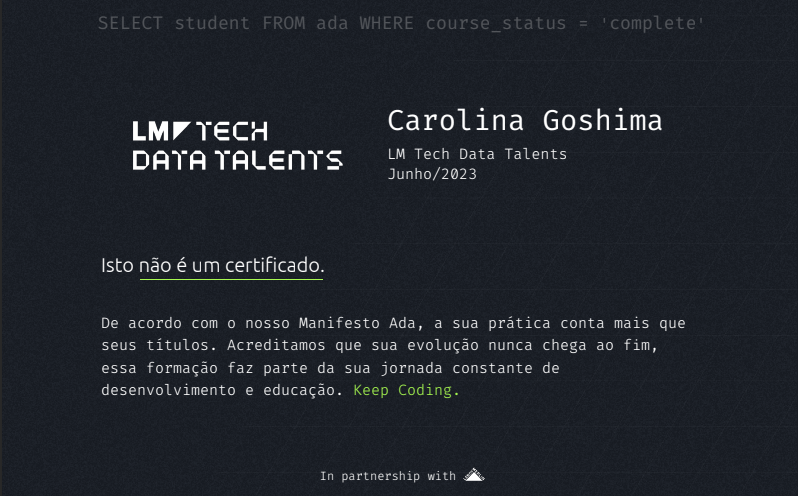 SELECT student FROM ada WHERE course_status = 'complete'
LM TECH
DATA TALENTS
Carolina Goshima
LM Tech Data Talents
Junho/2023
Isto não é um certificado.
De acordo com o nosso Manifesto Ada, a sua prática conta mais que
seus títulos. Acreditamos que sua evolução nunca chega ao fim,
essa formação faz parte da sua jornada constante de
desenvolvimento e educação. Keep Coding.
In partnership with